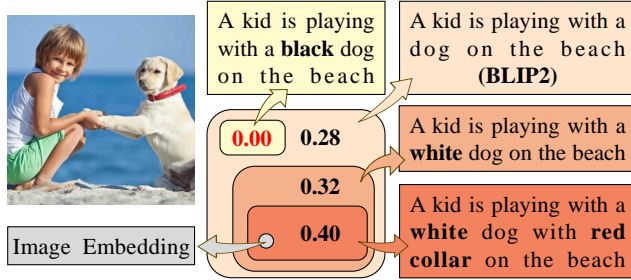 A kid is playing
with a black dog
on the beach
A kid is playing with a
dog on the beach
(BLIP2)
0.00
0.28
A kid is playing with a
white dog on the beach
0.32
A kid is playing with a
white dog with red
collar on the beach
0.40
Image Embedding